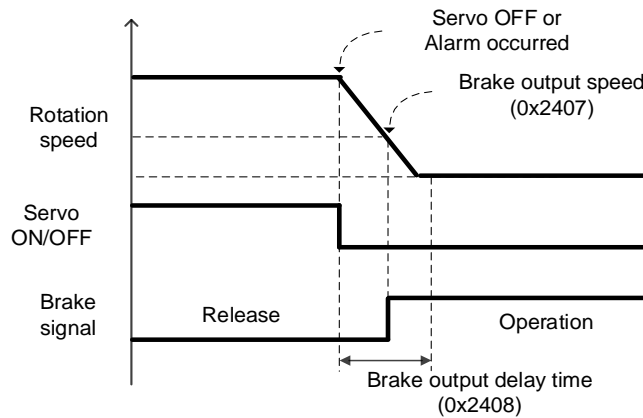 Servo OFF or
Alarm occurred
Brake output speed
(0x2407)
Rotation
speed
Servo
ON/OFF
Brake
signal
Release
Operation
Brake output delay time
(0x2408)